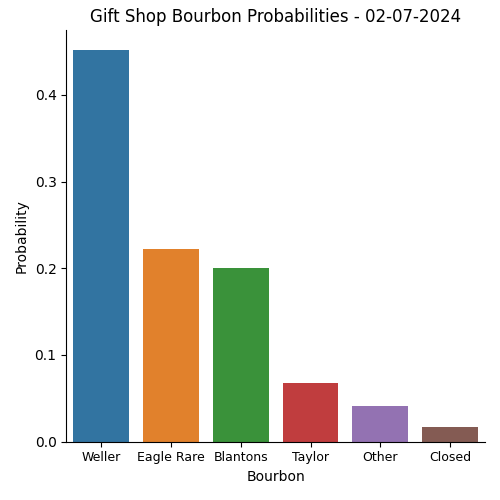 Gift Shop Bourbon Probabilities - 02-07-2024
0.4
0.3
0.2
0.1
0.0
Probability
Weller Eagle Rare Blantons Taylor Other Closed
Bourbon